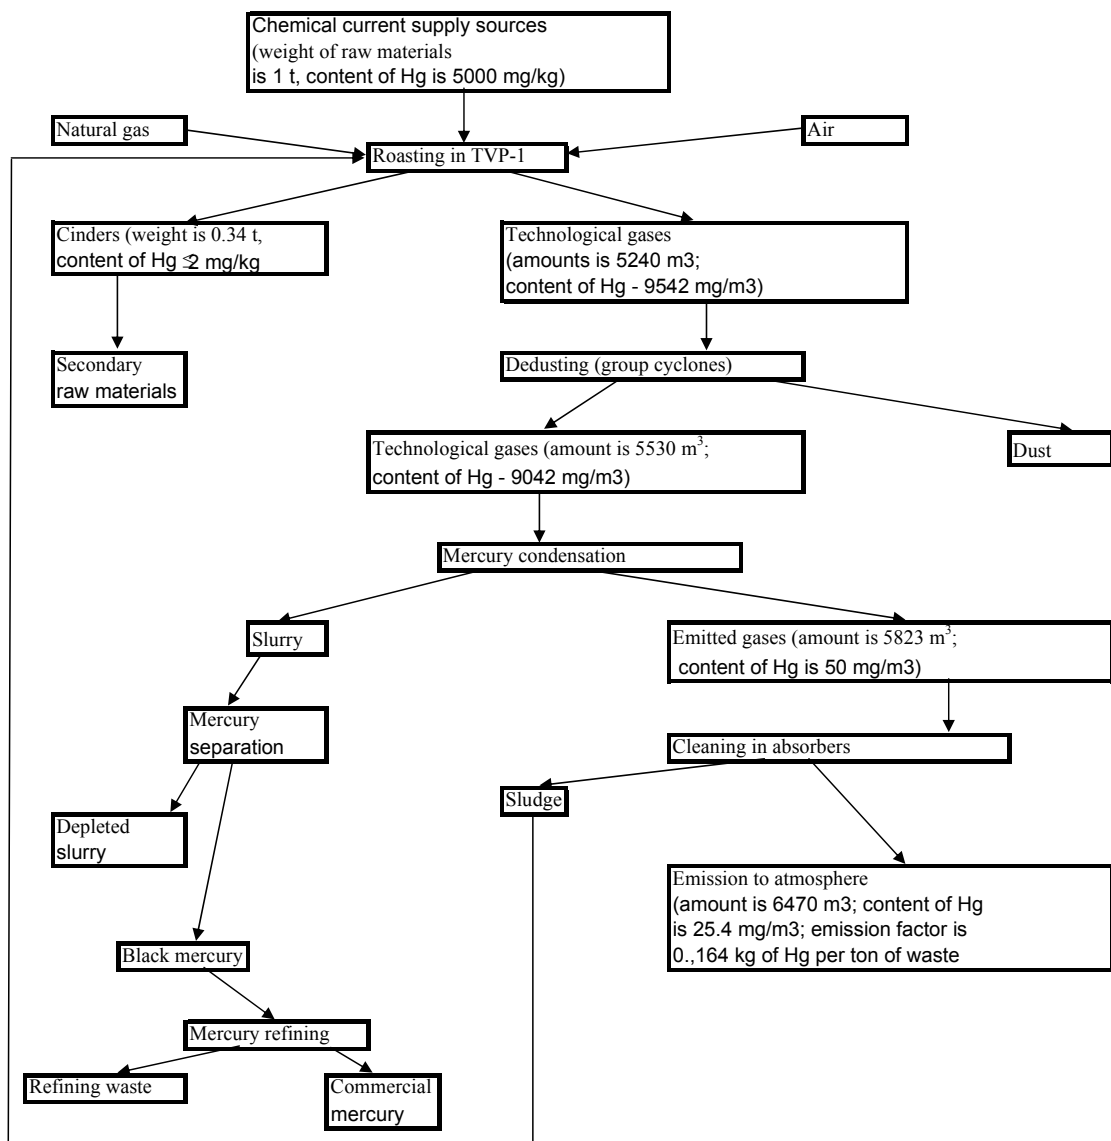 Chemical current supply sources
(weight of raw materials
is 1 t, content of Hg is 5000 mg/kg)
Natural gas
Air
Roasting in TVP-1
Cinders (weight is 0.34 t,
content of Hg ≤2 mg/kg
Technological gases
(amounts is 5240 m3;
content of Hg - 9542 mg/m3)
Secondary
raw materials
Dedusting (group cyclones)
Technological gases (amount is 5530 m³;
content of Hg - 9042 mg/m3)
Dust
Mercury condensation
Slurry
Emitted gases (amount is 5823 m³;
content of Hg is 50 mg/m3)
Mercury
separation
Cleaning in absorbers
Sludge
Depleted
slurry
Emission to atmosphere
(amount is 6470 m3; content of Hg
is 25.4 mg/m3; emission factor is
0.,164 kg of Hg per ton of waste
Black mercury
Mercury refining
Refining waste
Commercial
mercury